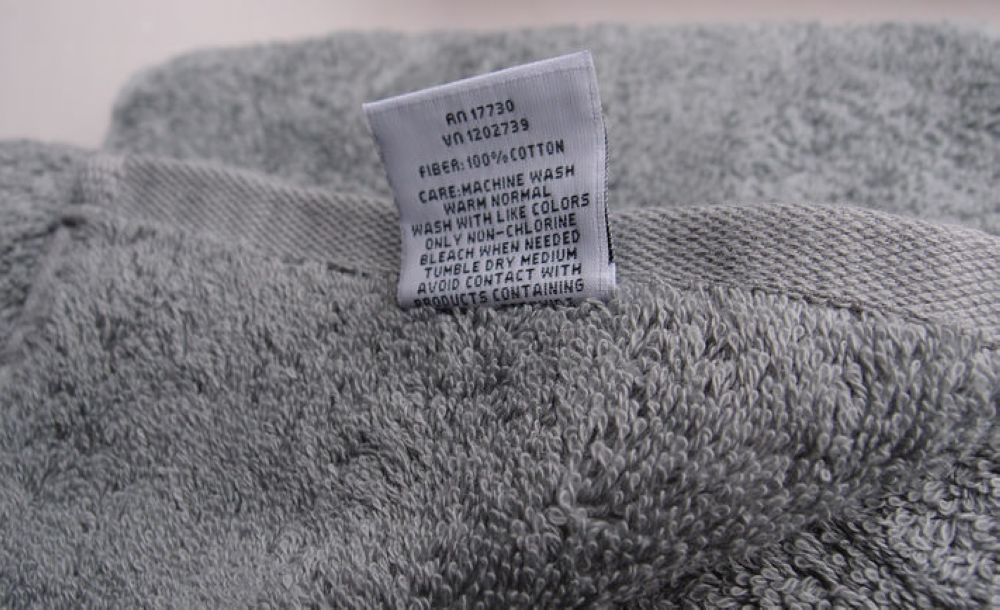 RN 17730
VN 1202739
FIBER: 100% COTTON
CARE: MACHINE WASH
WARM NORMAL
WASH WITH LIKE COLORS
ONLY NON-CHLORINE
BLEACH WHEN NEEDED
TUMBLE DRY MEDIUM
AVOID CONTACT WITH
PRODUCTS CONTAINING